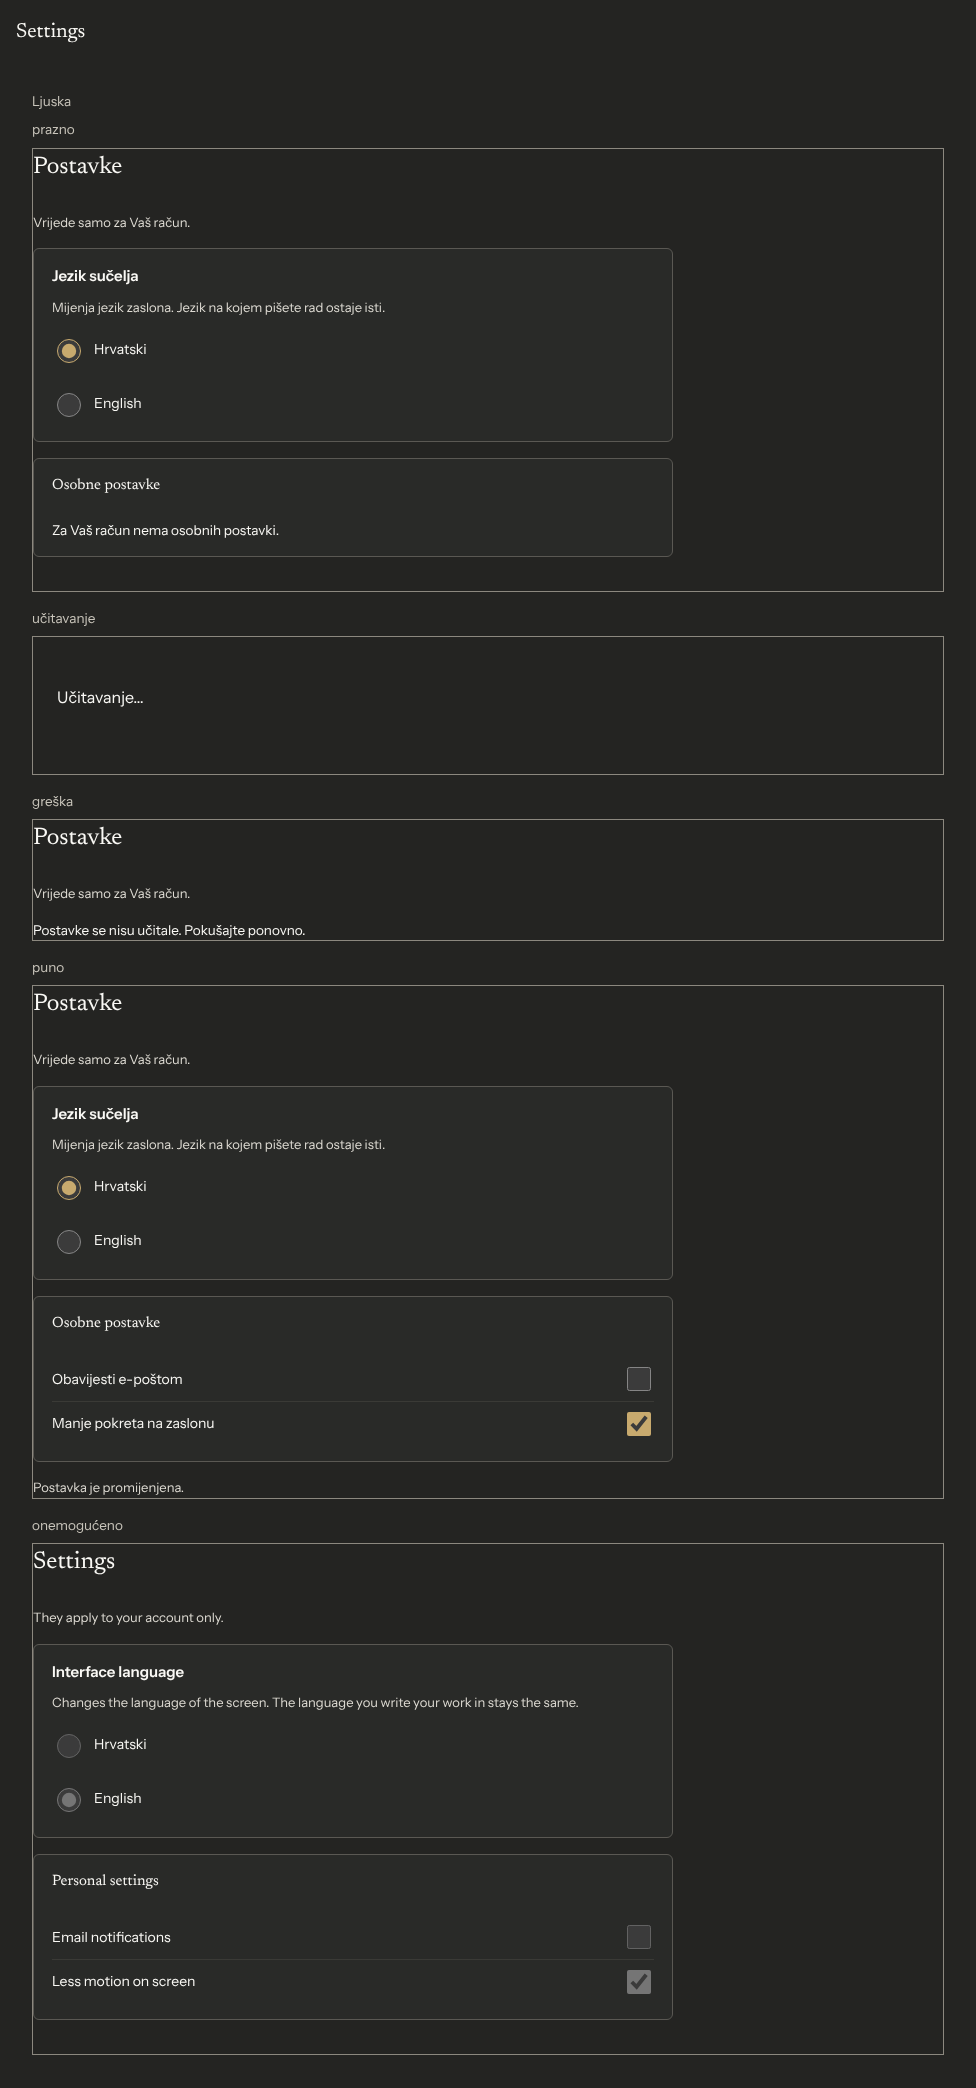 Settings
Ljuska
prazno
Postavke
Vrijede samo za Vaš račun.
Jezik sučelja
Mijenja jezik zaslona. Jezik na kojem pišete rad ostaje isti.
Hrvatski
English
Osobne postavke
Za Vaš račun nema osobnih postavki.
učitavanje
Učitavanje…
greška
Postavke
Vrijede samo za Vaš račun.
Postavke se nisu učitale. Pokušajte ponovno.
puno
Postavke
Vrijede samo za Vaš račun.
Jezik sučelja
Mijenja jezik zaslona. Jezik na kojem pišete rad ostaje isti.
Hrvatski
English
Osobne postavke
Obavijesti e-poštom
Manje pokreta na zaslonu
Postavka je promijenjena.
onemogućeno
Settings
They apply to your account only.
Interface language
Changes the language of the screen. The language you write your work in stays the same.
Hrvatski
English
Personal settings
Email notifications
Less motion on screen